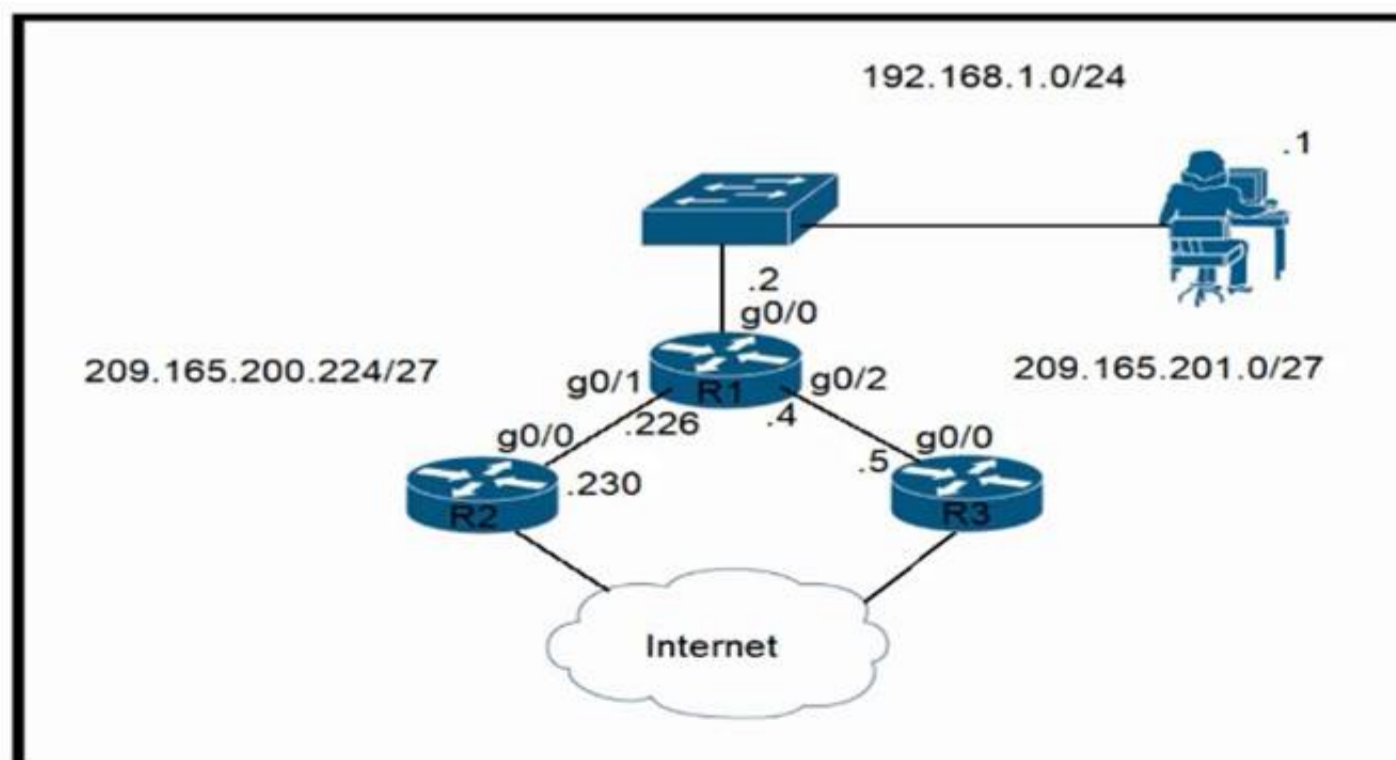 192.168.1.0/24
.1
.2
g0/0
209.165.200.224/27
g0/1
R1
g0/2
209.165.201.0/27
.226
.4
g0/0
g0/0
.230
.5
R2
R3
Internet